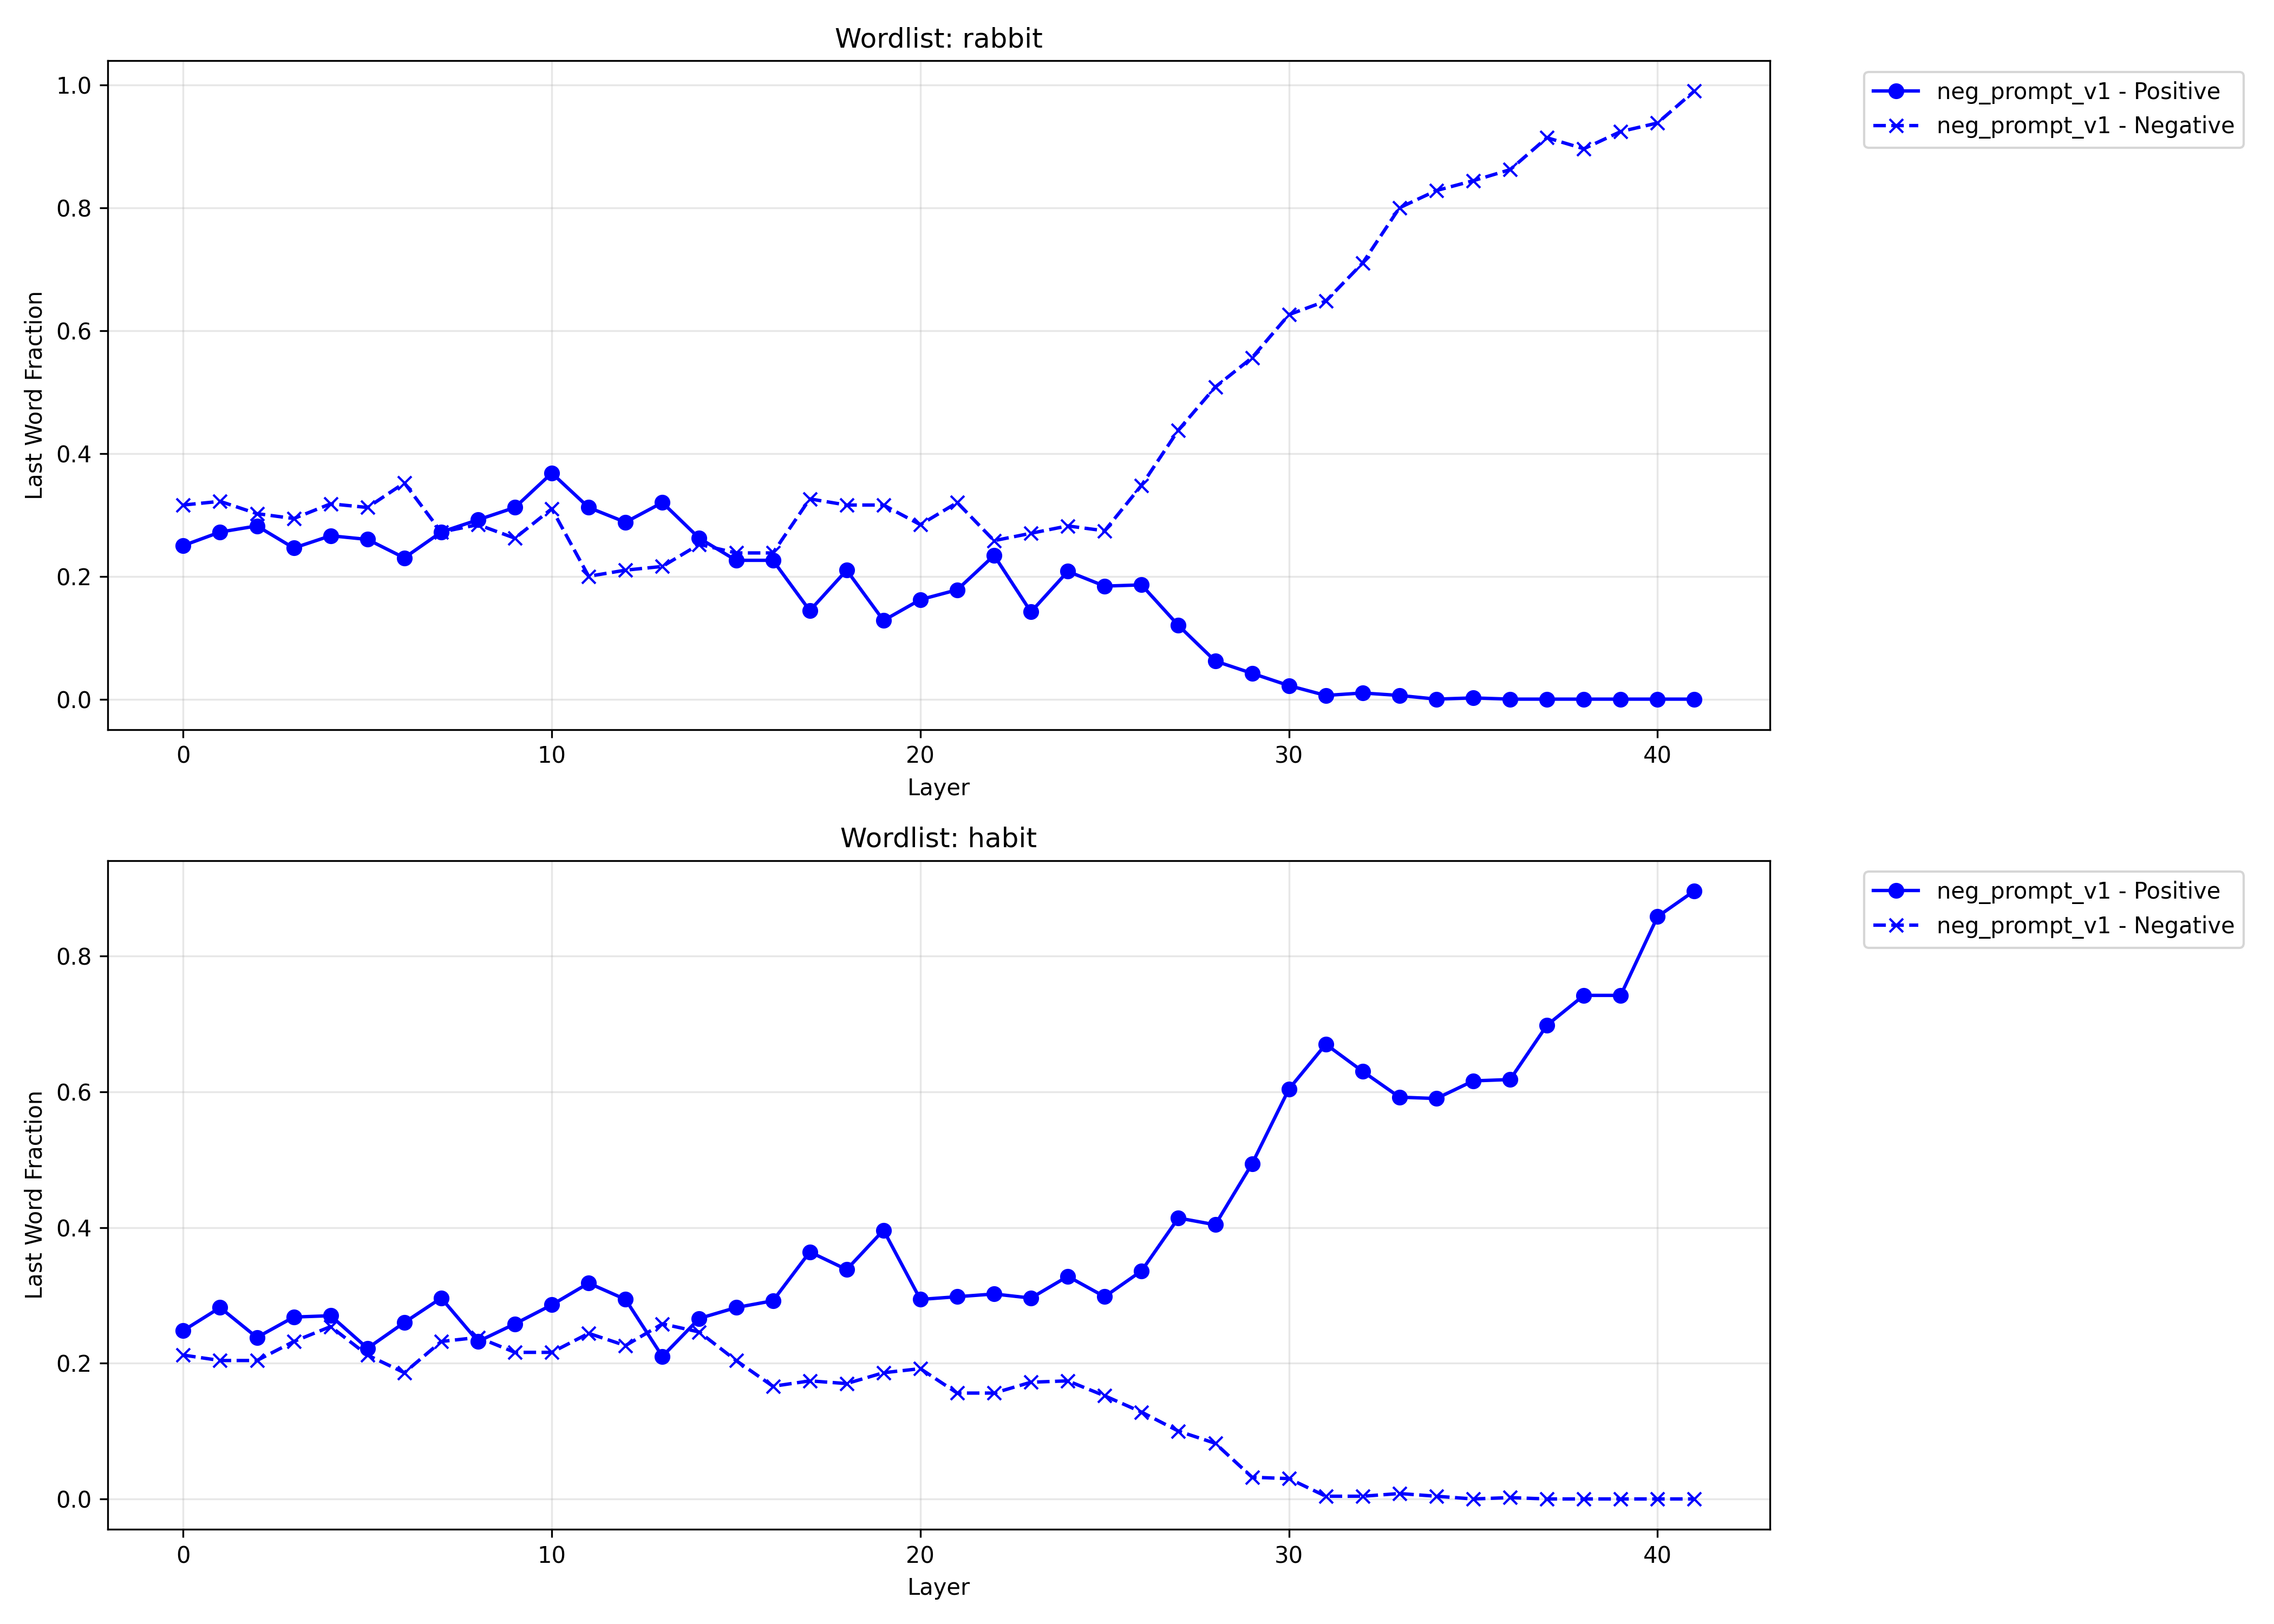 Wordlist: rabbit
1.0
0.8
0.6
0.4
0.2
0.0
Last Word Fraction
0 10 20 30 40
Layer
neg_prompt_v1 - Positive
neg_prompt_v1 - Negative
Wordlist: habit
0.8
0.6
0.4
0.2
0.0
Last Word Fraction
0 10 20 30 40
Layer
neg_prompt_v1 - Positive
neg_prompt_v1 - Negative